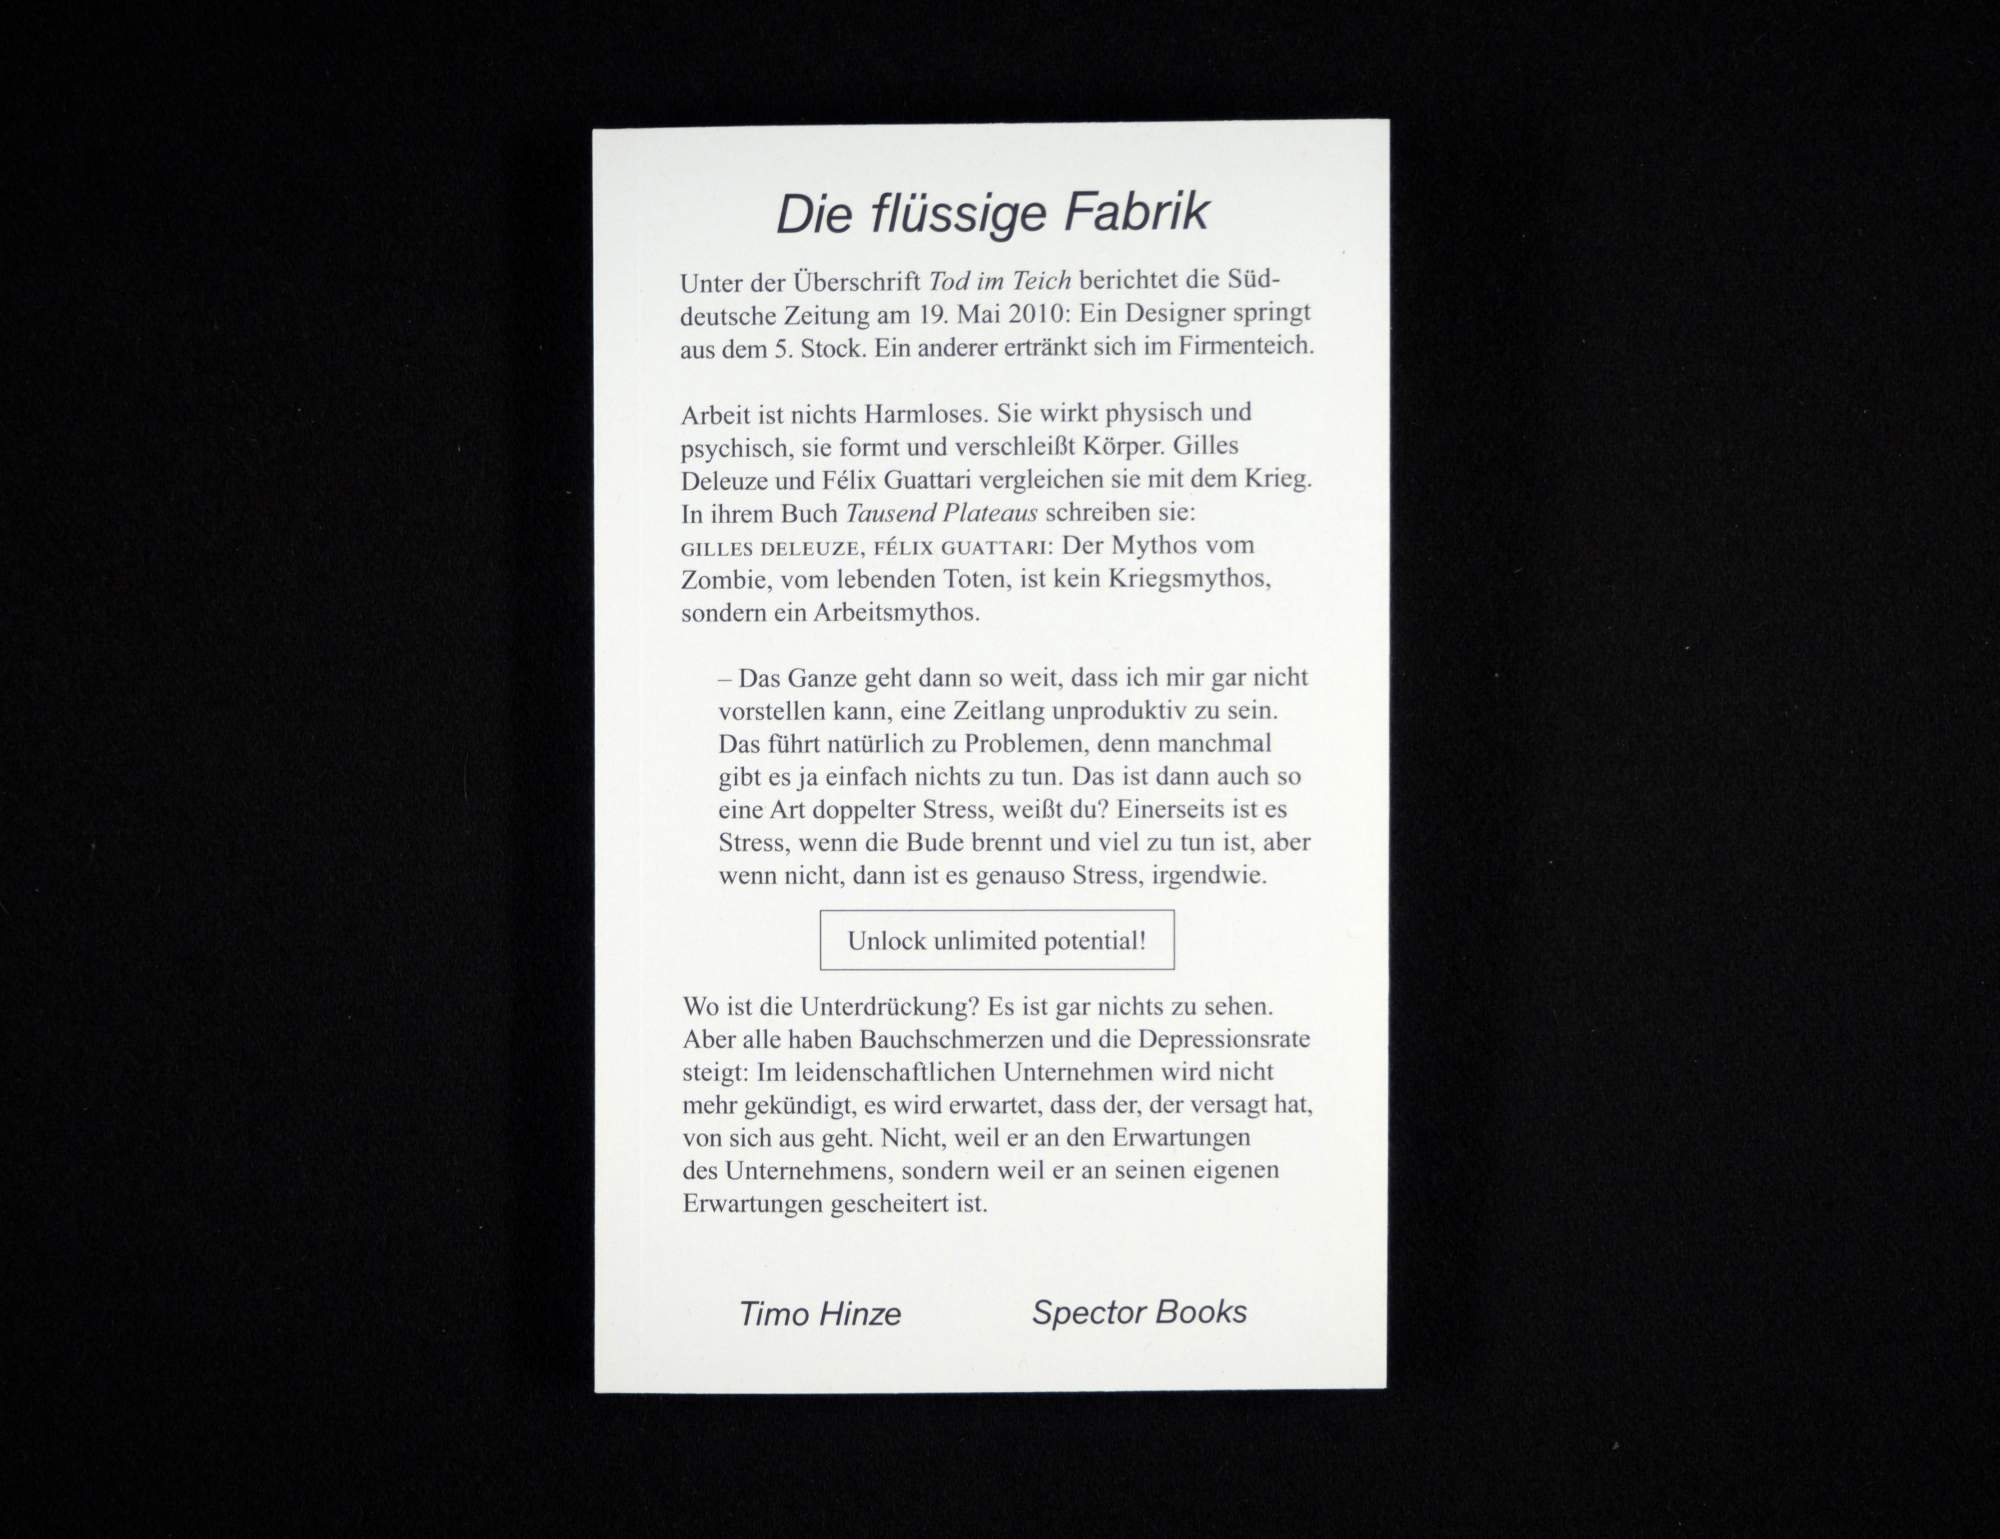 Die flüssige Fabrik
Unter der Überschrift Tod im Teich berichtet die Süd-
deutsche Zeitung am 19. Mai 2010: Ein Designer springt
aus dem 5. Stock. Ein anderer ertränkt sich im Firmenteich.
Arbeit ist nichts Harmloses. Sie wirkt physisch und
psychisch, sie formt und verschleißt Körper. Gilles
Deleuze und Félix Guattari vergleichen sie mit dem Krieg.
In ihrem Buch Tausend Plateaus schreiben sie:
GILLES DELEUZE, FÉLIX GUATTARI: Der Mythos vom
Zombie, vom lebenden Toten, ist kein Kriegsmythos,
sondern ein Arbeitsmythos.
– Das Ganze geht dann so weit, dass ich mir gar nicht
vorstellen kann, eine Zeitlang unproduktiv zu sein.
Das führt natürlich zu Problemen, denn manchmal
gibt es ja einfach nichts zu tun. Das ist dann auch so
eine Art doppelter Stress, weißt du? Einerseits ist es
Stress, wenn die Bude brennt und viel zu tun ist, aber
wenn nicht, dann ist es genauso Stress, irgendwie.
Unlock unlimited potential!
Wo ist die Unterdrückung? Es ist gar nichts zu sehen.
Aber alle haben Bauchschmerzen und die Depressionsrate
steigt: Im leidenschaftlichen Unternehmen wird nicht
mehr gekündigt, es wird erwartet, dass der, der versagt hat,
von sich aus geht. Nicht, weil er an den Erwartungen
des Unternehmens, sondern weil er an seinen eigenen
Erwartungen gescheitert ist.
Timo Hinze Spector Books